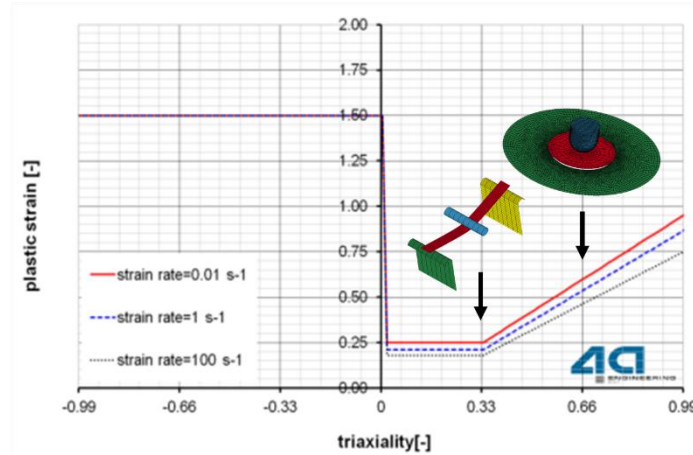 2.00
1.75
1.50
1.25
1.00
0.75
0.50
0.25
0.00
plastic strain [-]
strain rate=0.01 s-1
strain rate=1 s-1
strain rate=100 s-1
4a
ENGINEERING
-0.99 -0.66 -0.33 0 0.33 0.66 0.99
triaxiality[-]